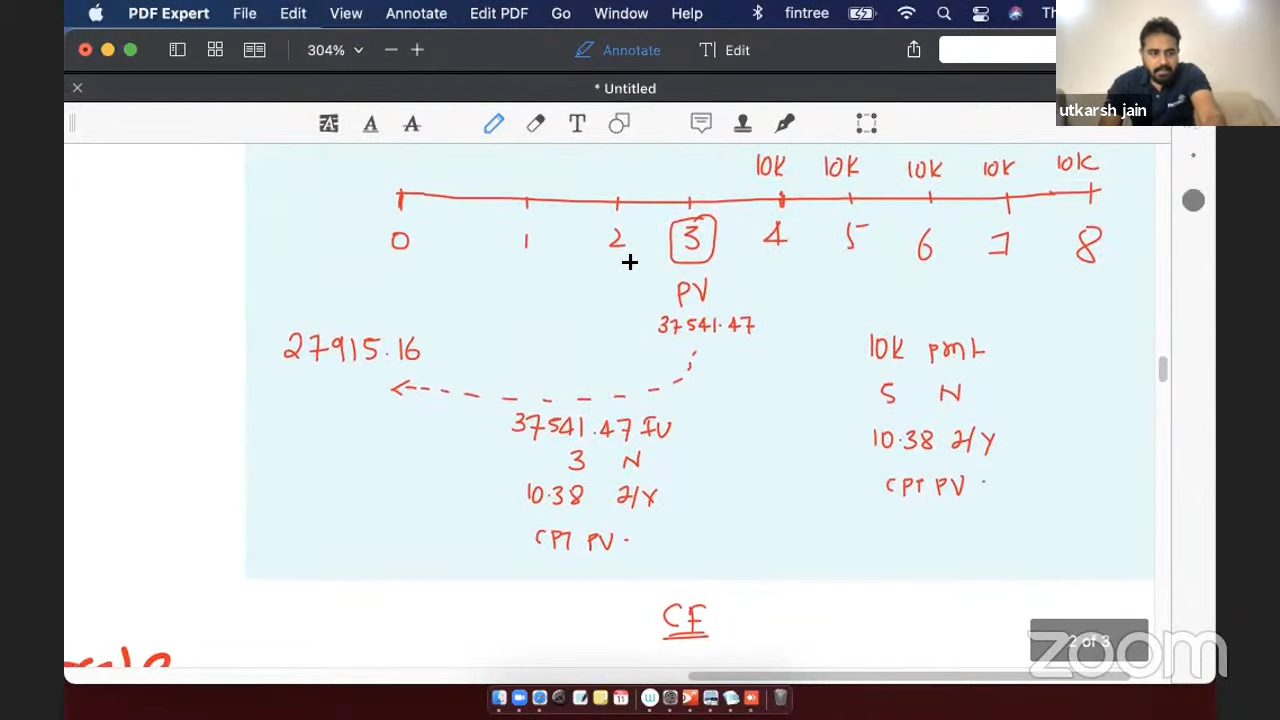 PDF Expert File Edit View Annotate Edit PDF Go Window Help fintree
304% Annotate Edit
* Untitled
utkarsh jain
10K 10K 10K 10K 10K
0 1 2 3 4 5 6 7 8
PV
37541.47
27915.16
37541.47 FV
3 N
10.38 I/Y
CPT PV
10K pmt
5 N
10.38 I/Y
CPT PV
CF
2 of 3
zoom